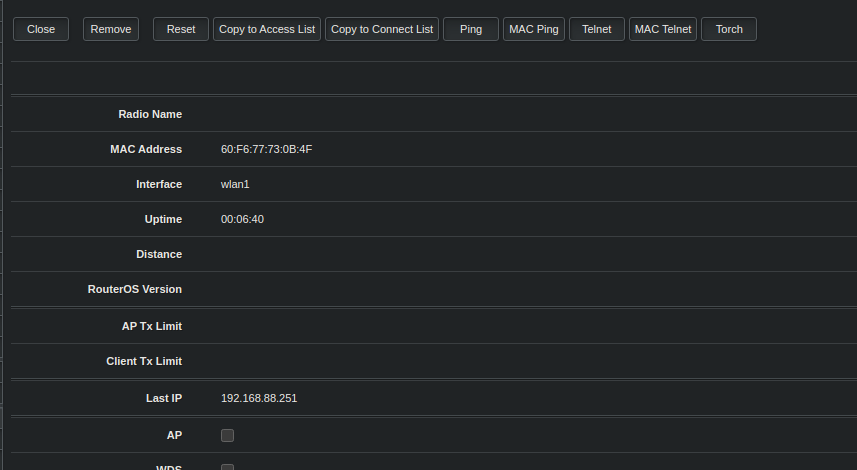 Close Remove Reset Copy to Access List Copy to Connect List Ping MAC Ping Telnet MAC Telnet Torch
Radio Name
MAC Address 60:F6:77:73:0B:4F
Interface wlan1
Uptime 00:06:40
Distance
RouterOS Version
AP Tx Limit
Client Tx Limit
Last IP 192.168.88.251
AP
WDS